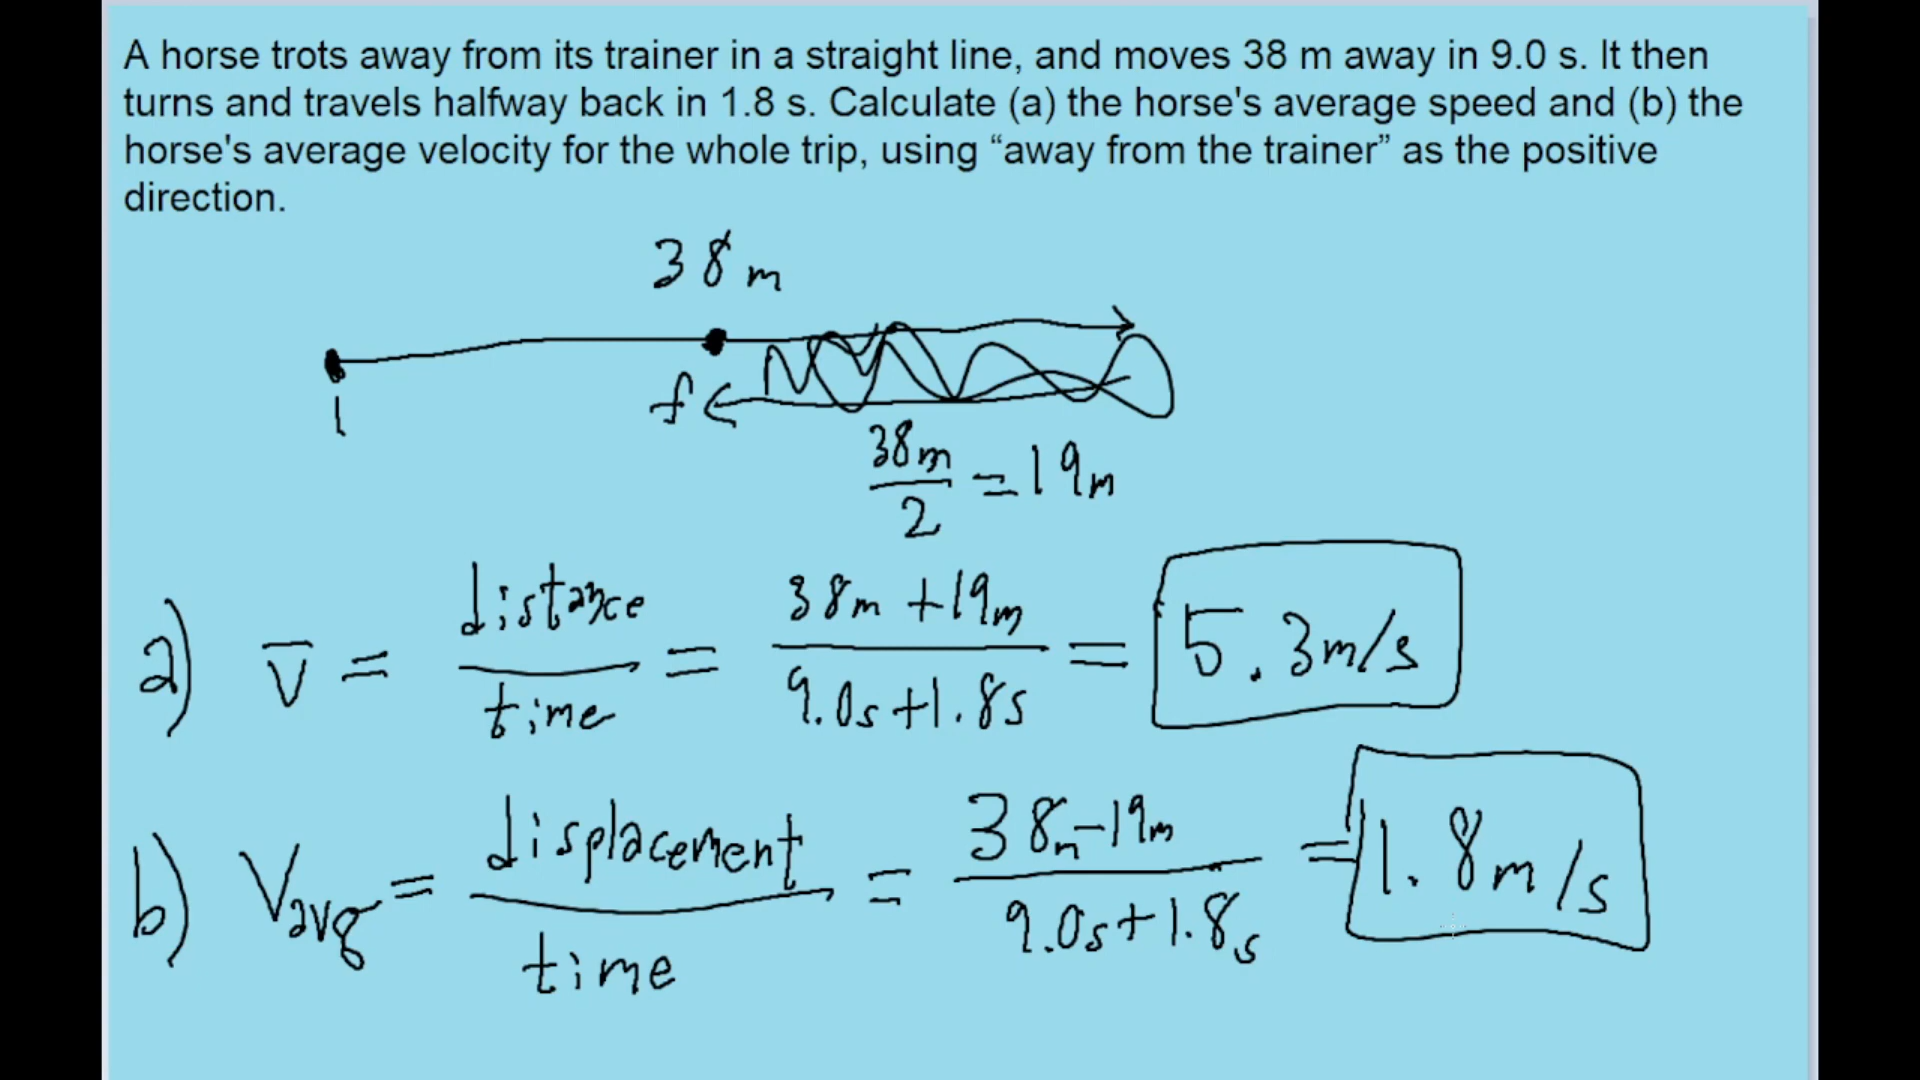 A horse trots away from its trainer in a straight line, and moves 38 m away in 9.0 s. It then
turns and travels halfway back in 1.8 s. Calculate (a) the horse's average speed and (b) the
horse's average velocity for the whole trip, using “away from the trainer” as the positive
direction.
38 m
i f
38m/2 = 19m
a) v̅ = distance/time = 38m + 19m/9.0s + 1.8s = 5.3 m/s
b) Vavg = displacement/time = 38m - 19m/9.0s + 1.8s = 1.8 m/s